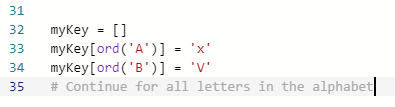 31
32 myKey = []
33 myKey[ord('A')] = 'x'
34 myKey[ord('B')] = 'V'
35 # Continue for all letters in the alphabet